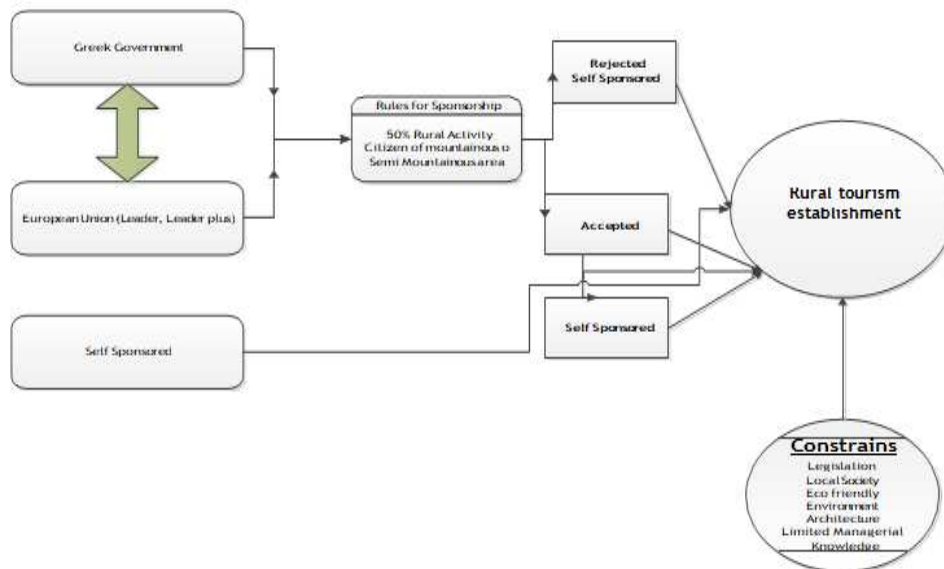 Greek Government
European Union (Leader, Leader plus)
Self Sponsored
Rules for Sponsorship
50% Rural Activity
Citizen of mountainous o
Semi Mountainous area
Rejected
Self Sponsored
Accepted
Self Sponsored
Rural tourism
establishment
Constrains
Legislation
Local Society
Eco friendly
Environment
Architecture
Limited Managerial
Knowledge